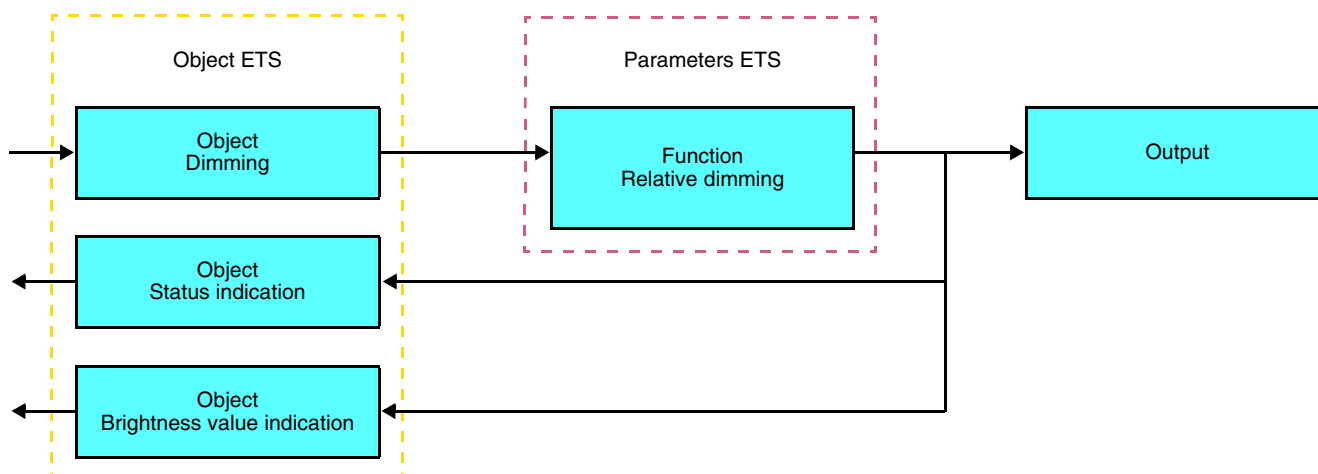 Object ETS
Parameters ETS
Object
Dimming
Function
Relative dimming
Output
Object
Status indication
Object
Brightness value indication